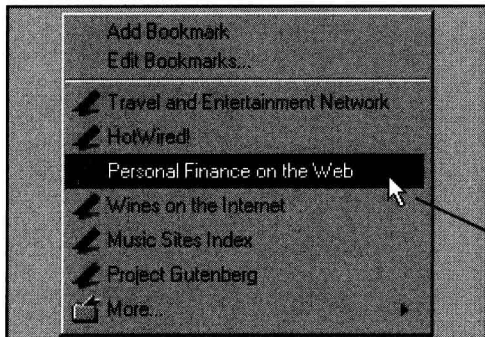 Add Bookmark
Edit Bookmarks...
Travel and Entertainment Network
HotWired!
Personal Finance on the Web
Wines on the Internet
Music Sites Index
Project Gutenberg
More...